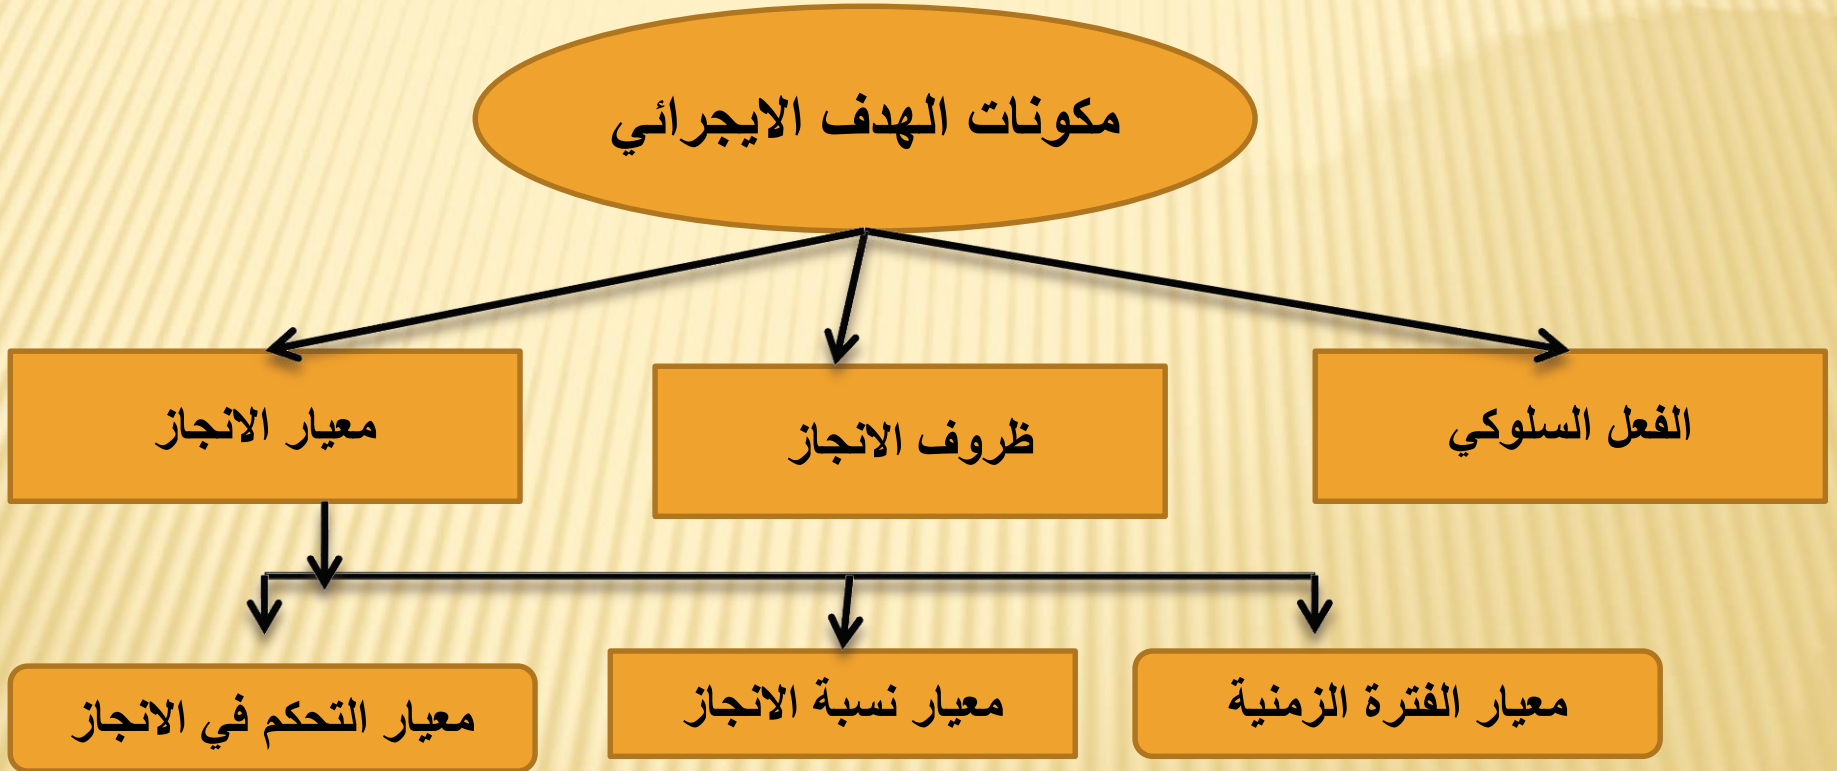 مكونات الهدف الايجرائي
الفعل السلوكي
ظروف الانجاز
معيار الانجاز
معيار الفترة الزمنية
معيار نسبة الانجاز
معيار التحكم في الانجاز